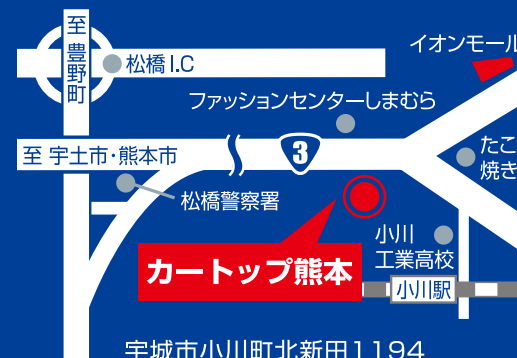 至
豊野町
松橋I.C
イオンモール
ファッションセンターしまむら
至 宇土市・熊本市
3
たこ
焼き
松橋警察署
小川
工業高校
カートップ熊本
小川駅
宇城市小川町北新田1194